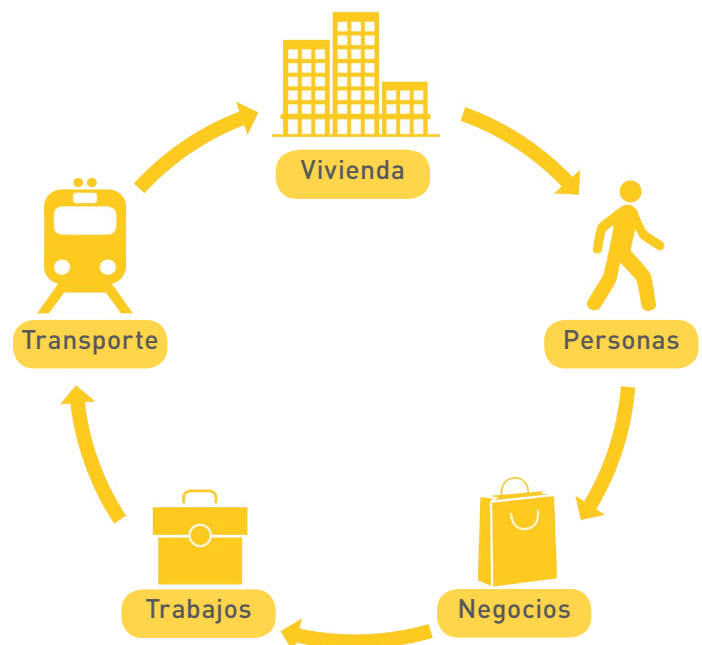 Vivienda
Personas
Negocios
Trabajos
Transporte